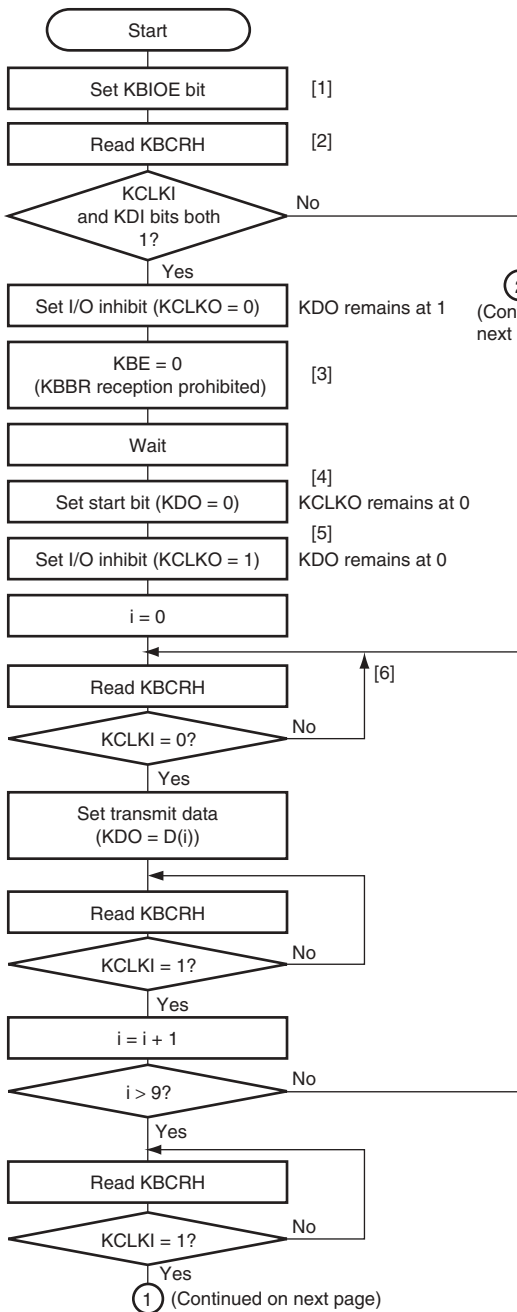 Start
Set KBIOE bit [1]
Read KBCRH [2]
KCLKI
and KDI bits both
1?
No
Yes
2
(Con
next
Set I/O inhibit (KCLKO = 0) KDO remains at 1
KBE = 0
(KBBR reception prohibited)
[3]
Wait
[4]
Set start bit (KDO = 0) KCLKO remains at 0
[5]
Set I/O inhibit (KCLKO = 1) KDO remains at 0
i = 0
Read KBCRH
[6]
KCLKI = 0?
No
Yes
Set transmit data
(KDO = D(i))
Read KBCRH
KCLKI = 1?
No
Yes
i = i + 1
i > 9?
No
Yes
Read KBCRH
KCLKI = 1?
No
Yes
1 (Continued on next page)